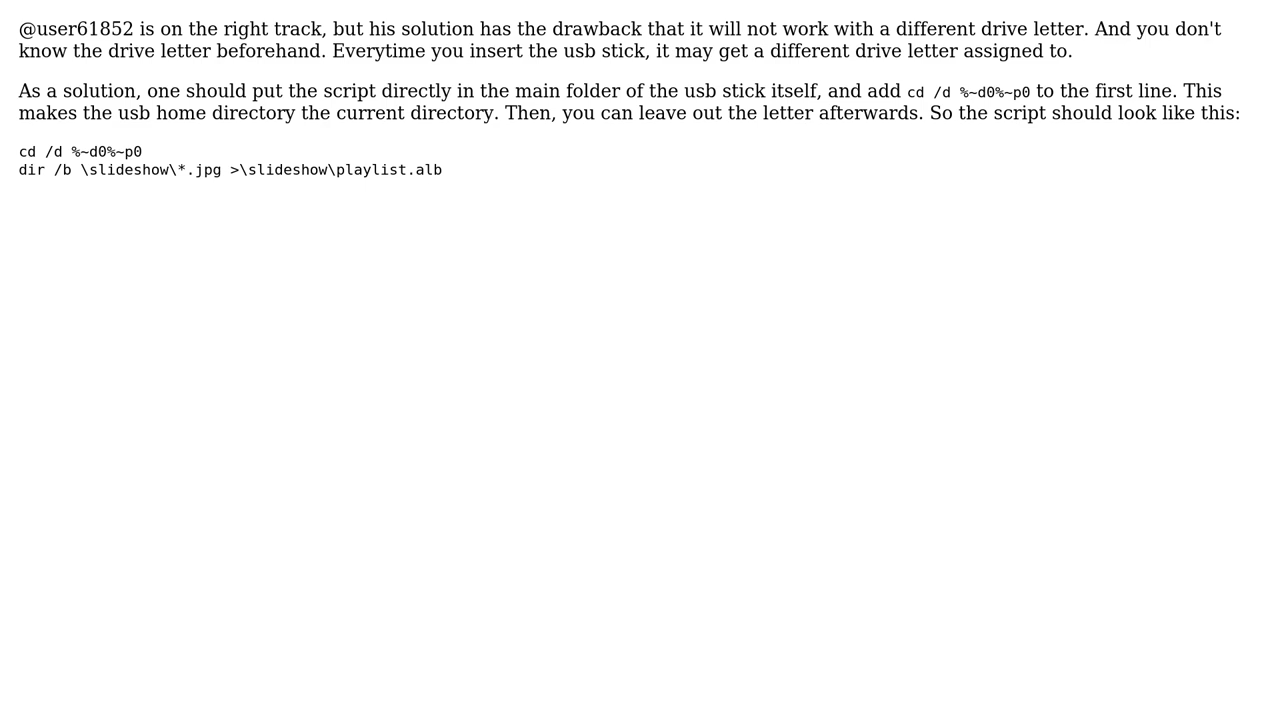 @user61852 is on the right track, but his solution has the drawback that it will not work with a different drive letter. And you don't
know the drive letter beforehand. Everytime you insert the usb stick, it may get a different drive letter assigned to.
As a solution, one should put the script directly in the main folder of the usb stick itself, and add cd /d %~d0%~p0 to the first line. This
makes the usb home directory the current directory. Then, you can leave out the letter afterwards. So the script should look like this:
cd /d %~d0%~p0
dir /b \slideshow\*.jpg >\slideshow\playlist.alb